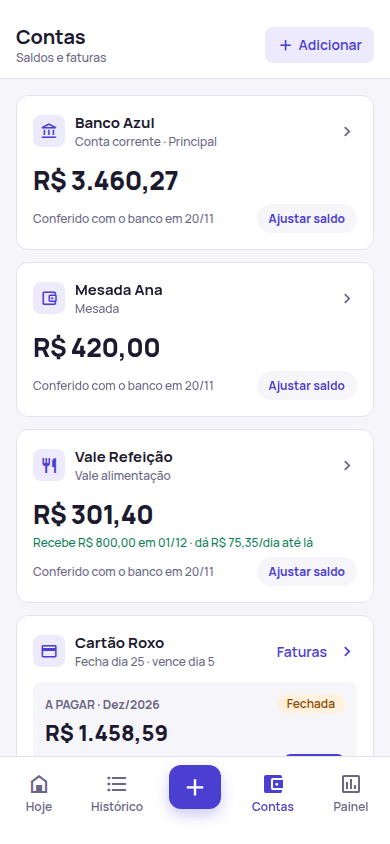 Contas
Saldos e faturas
Adicionar
Banco Azul
Conta corrente · Principal
R$ 3.460,27
Conferido com o banco em 20/11
Ajustar saldo
Mesada Ana
Mesada
R$ 420,00
Conferido com o banco em 20/11
Ajustar saldo
Vale Refeição
Vale alimentação
R$ 301,40
Recebe R$ 800,00 em 01/12 · dá R$ 75,35/dia até lá
Conferido com o banco em 20/11
Ajustar saldo
Cartão Roxo
Fecha dia 25 · vence dia 5
Faturas
A PAGAR · Dez/2026
Fechada
R$ 1.458,59
Hoje
Histórico
Contas
Painel